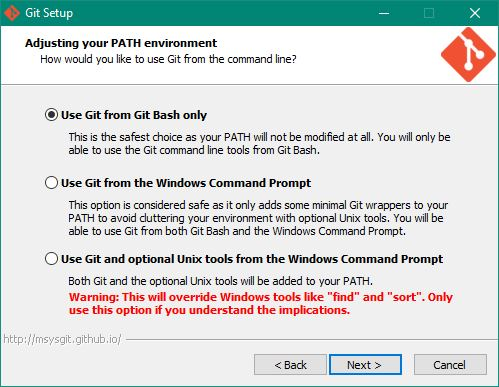 Git Setup
Adjusting your PATH environment
How would you like to use Git from the command line?
Use Git from Git Bash only
This is the safest choice as your PATH will not be modified at all. You will only
be able to use the Git command line tools from Git Bash.
Use Git from the Windows Command Prompt
This option is considered safe as it only adds some minimal Git wrappers to your
PATH to avoid cluttering your environment with optional Unix tools. You will be
able to use Git from both Git Bash and the Windows Command Prompt.
Use Git and optional Unix tools from the Windows Command Prompt
Both Git and the optional Unix tools will be added to your PATH.
Warning: This will override Windows tools like "find" and "sort". Only
use this option if you understand the implications.
http://msysgit.github.io/
< Back
Next >
Cancel